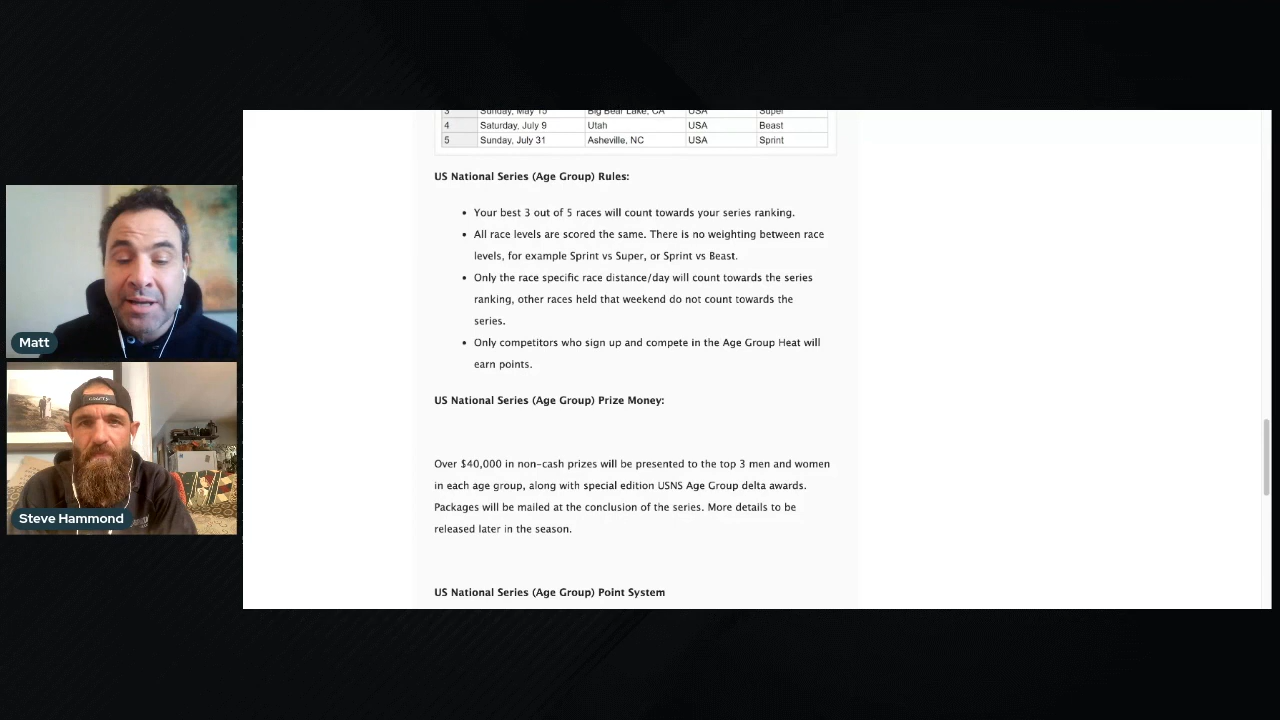 3 Sunday, May 15 Big Bear Lake, CA USA Super
4 Saturday, July 9 Utah USA Beast
5 Sunday, July 31 Asheville, NC USA Sprint
US National Series (Age Group) Rules:
• Your best 3 out of 5 races will count towards your series ranking.
• All race levels are scored the same. There is no weighting between race
levels, for example Sprint vs Super, or Sprint vs Beast.
• Only the race specific race distance/day will count towards the series
ranking, other races held that weekend do not count towards the
series.
• Only competitors who sign up and compete in the Age Group Heat will
earn points.
US National Series (Age Group) Prize Money:
Over $40,000 in non-cash prizes will be presented to the top 3 men and women
in each age group, along with special edition USNS Age Group delta awards.
Packages will be mailed at the conclusion of the series. More details to be
released later in the season.
US National Series (Age Group) Point System
Matt
Steve Hammond